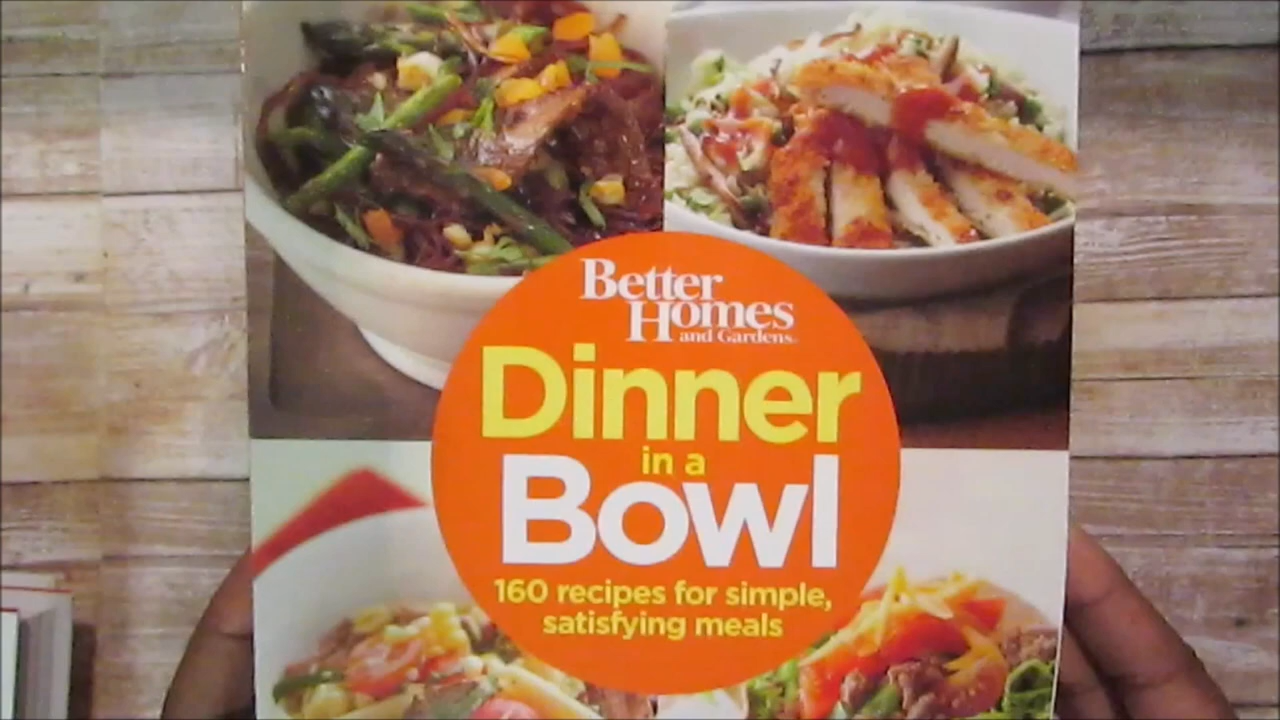 Better
Homes
and Gardens
Dinner
in a
Bowl
160 recipes for simple,
satisfying meals